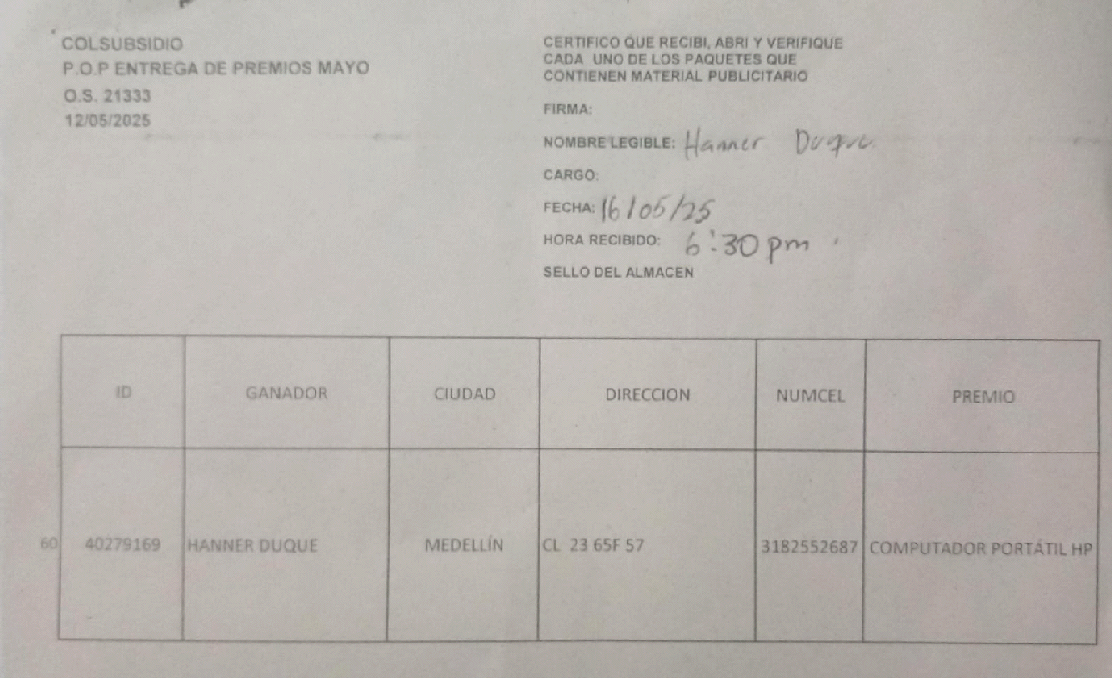 COLSUBSIDIO
P.O.P ENTREGA DE PREMIOS MAYO
O.S. 21333
12/05/2025
CERTIFICO QUE RECIBI, ABRI Y VERIFIQUE
CADA UNO DE LOS PAQUETES QUE
CONTIENEN MATERIAL PUBLICITARIO
FIRMA:
NOMBRE LEGIBLE: Hanner Duque
CARGO:
FECHA: 16/05/25
HORA RECIBIDO: 6:30 pm
SELLO DEL ALMACEN
ID GANADOR CIUDAD DIRECCION NUMCEL PREMIO
60 40279169 HANNER DUQUE MEDELLÍN CL 23 65F 57 3182552687 COMPUTADOR PORTÁTIL HP